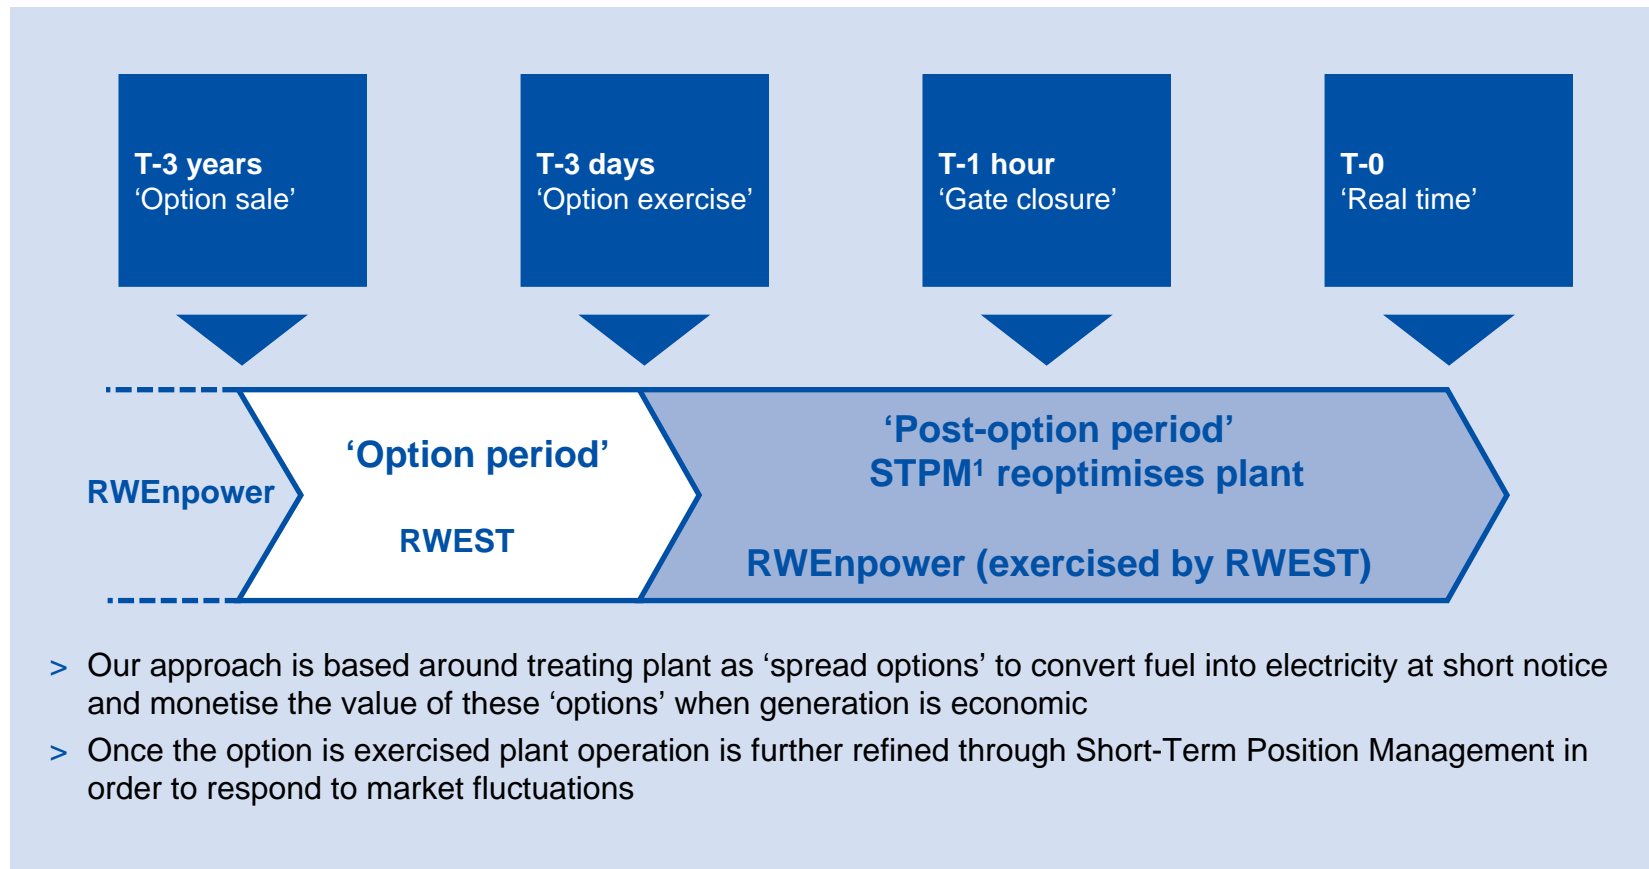 T-3 years
‘Option sale’
T-3 days
‘Option exercise’
T-1 hour
‘Gate closure’
T-0
‘Real time’
RWEnpower
‘Option period’
RWEST
‘Post-option period’
STPM¹ reoptimises plant
RWEnpower (exercised by RWEST)
> Our approach is based around treating plant as ‘spread options’ to convert fuel into electricity at short notice
and monetise the value of these ‘options’ when generation is economic
> Once the option is exercised plant operation is further refined through Short-Term Position Management in
order to respond to market fluctuations